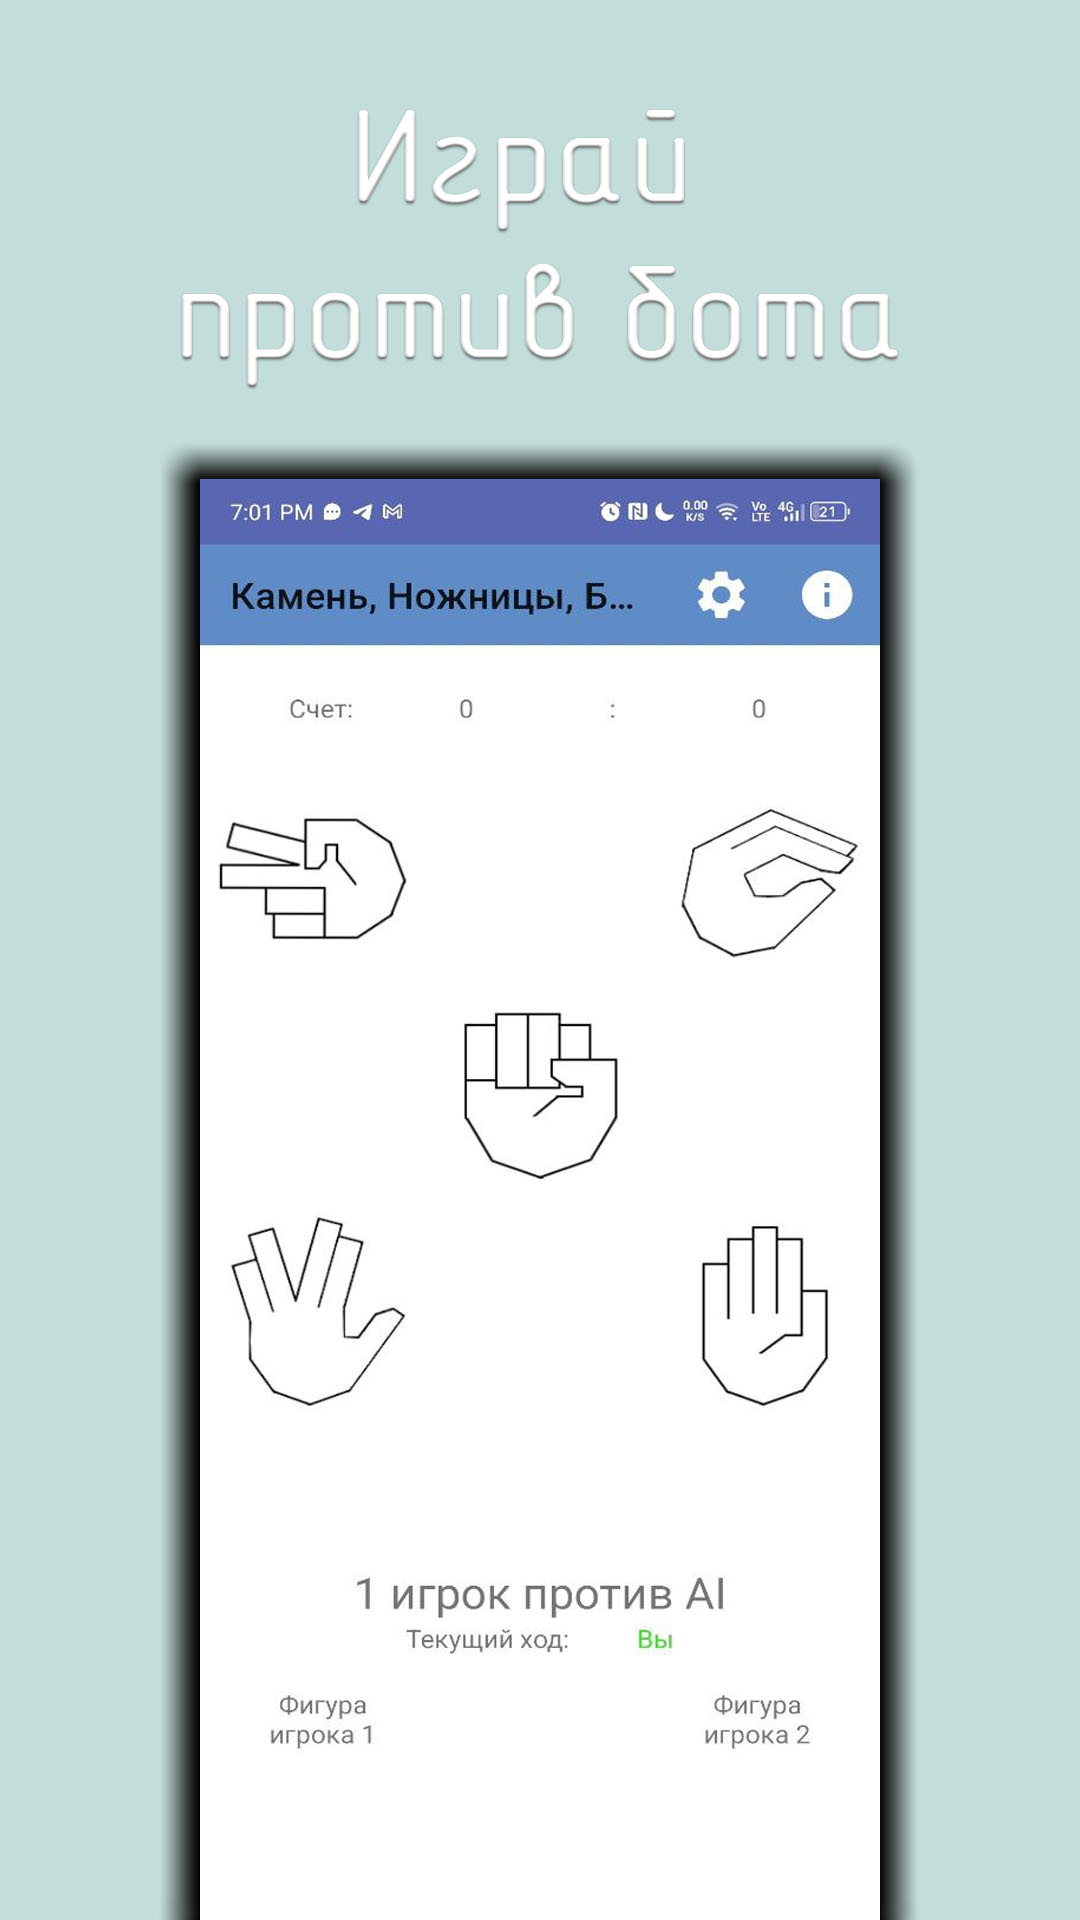 Играй
против бота
7:01 PM
0.00
K/S
Vo
LTE
4G
21
Камень, Ножницы, Б...
Счет: 0 : 0
1 игрок против AI
Текущий ход: Вы
Фигура
игрока 1
Фигура
игрока 2